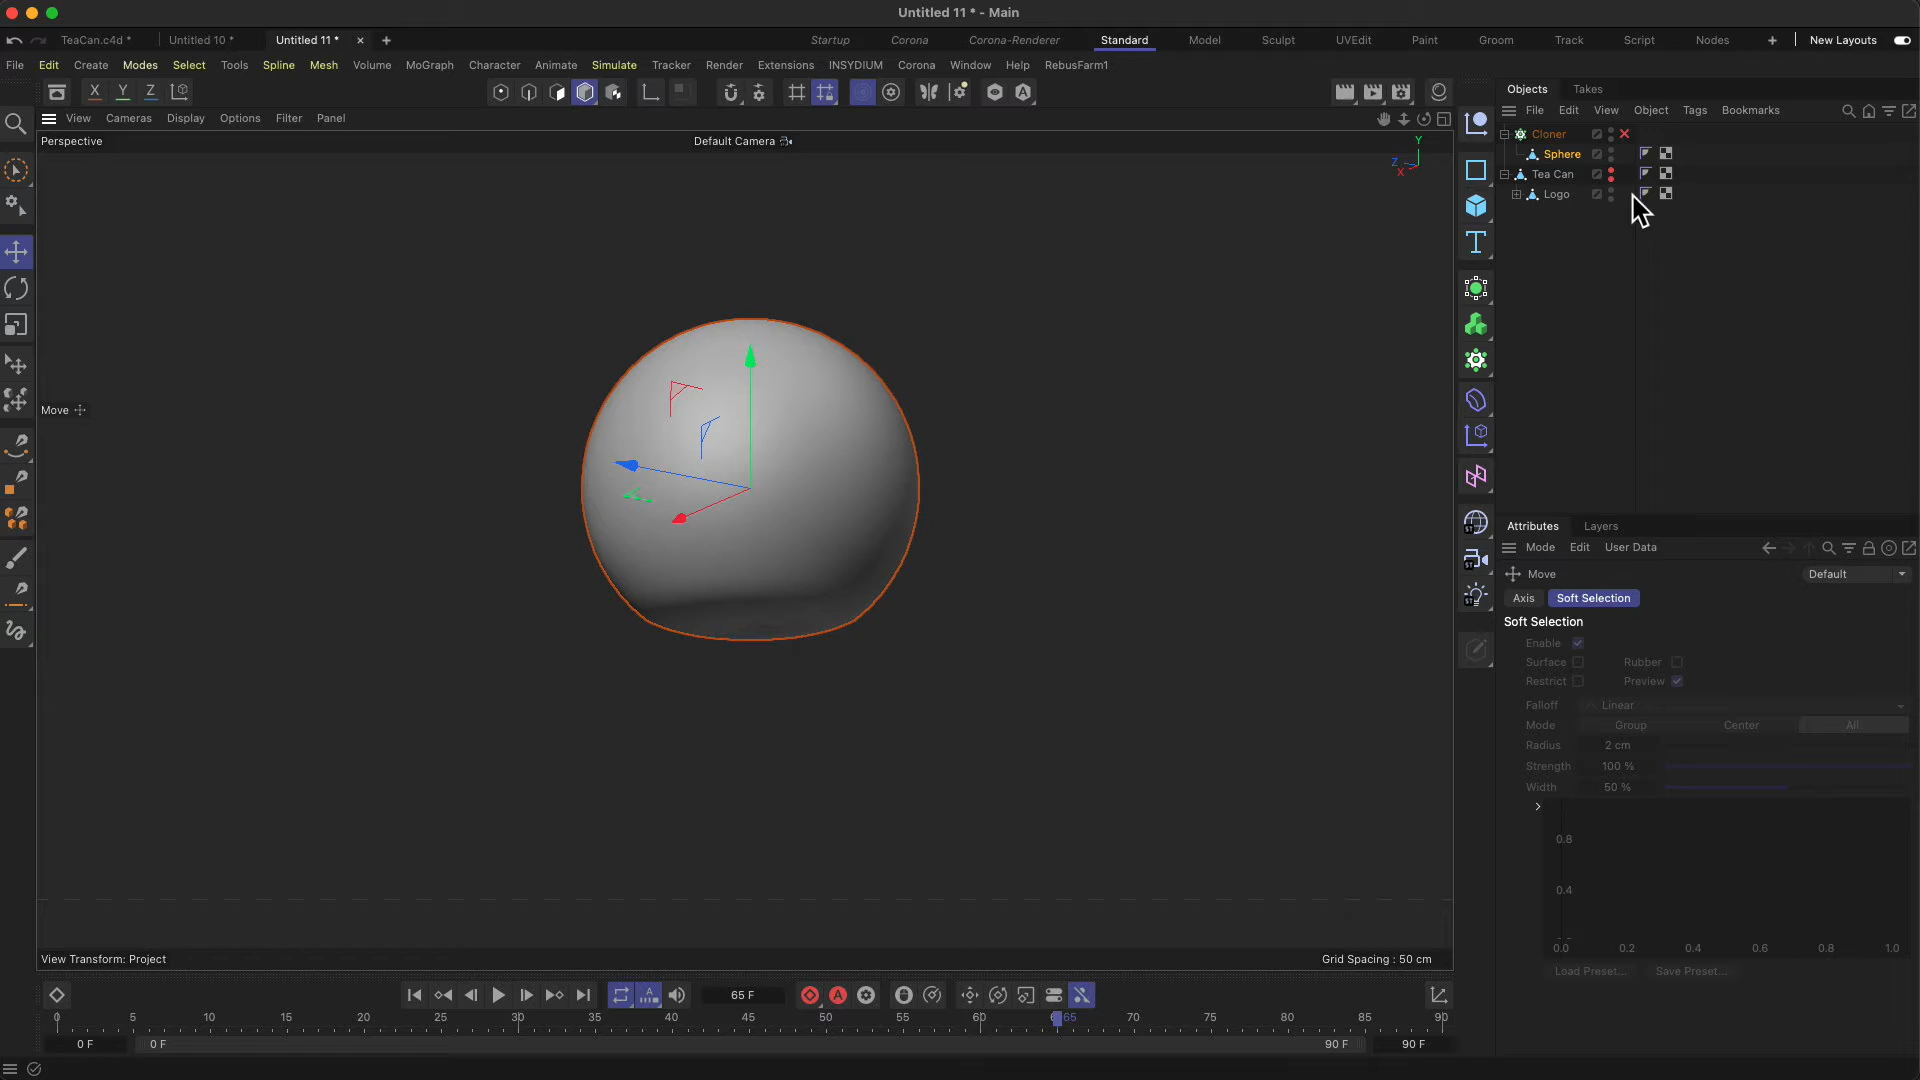 Untitled 11 * - Main
TeaCan.c4d *
Untitled 10 *
Untitled 11 *
Startup
Corona
Corona-Renderer
Standard
Model
Sculpt
UVEdit
Paint
Groom
Track
Script
Nodes
New Layouts
File Edit Create Modes Select Tools Spline Mesh Volume MoGraph Character Animate Simulate Tracker Render Extensions INSYDIUM Corona Window Help RebusFarm1
X Y Z
View Cameras Display Options Filter Panel
Perspective
Default Camera
Y
Z
X
Move
View Transform: Project
Grid Spacing : 50 cm
Objects Takes
File Edit View Object Tags Bookmarks
Cloner
Sphere
Tea Can
Logo
Attributes Layers
Mode Edit User Data
Move
Default
Axis
Soft Selection
Soft Selection
Enable
Surface
Rubber
Restrict
Preview
Falloff
Linear
Mode
Group
Center
All
Radius
2 cm
Strength
100 %
Width
50 %
0.8
0.4
0.0 0.2 0.4 0.6 0.8 1.0
Load Preset...
Save Preset...
65 F
0 5 10 15 20 25 30 35 40 45 50 55 60 65 70 75 80 85 90
0 F
0 F
90 F
90 F